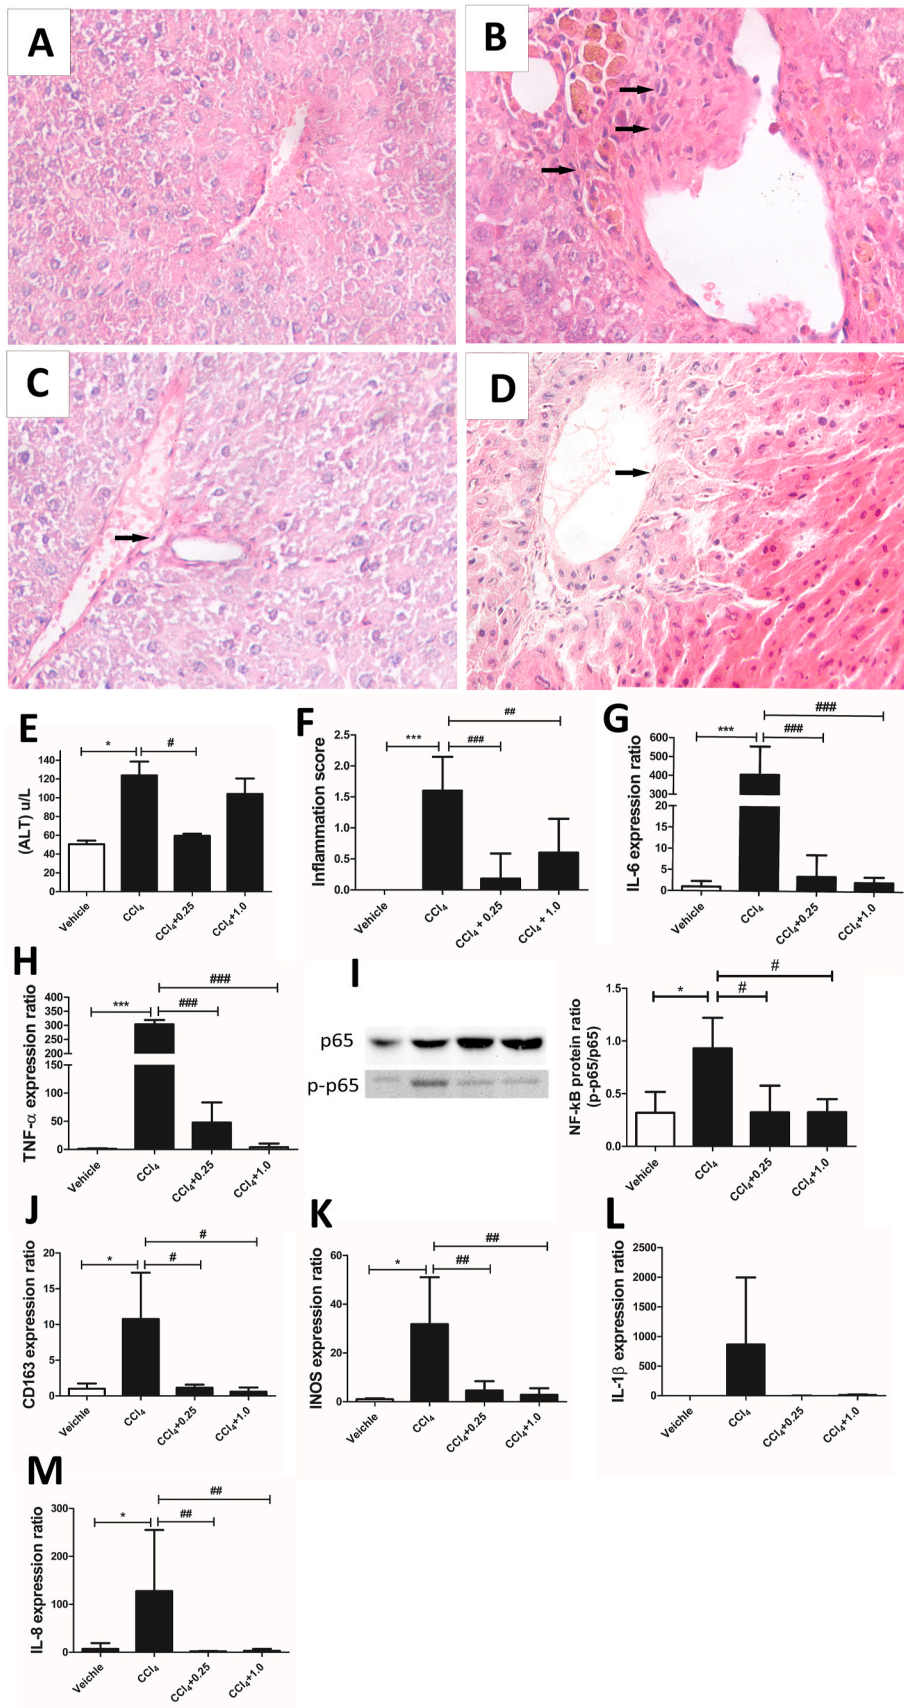 A
B
C
D
E
(ALT) u/L
140
120
100
80
60
40
20
0
*
#
Vehicle
CCl4
CCl4+0.25
CCl4+1.0
F
Inflammation score
2.5
2.0
1.5
1.0
0.5
0.0
***
###
##
Vehicle
CCl4
CCl4 + 0.25
CCl4 + 1.0
G
IL-6 expression ratio
600
500
400
300
20
15
10
5
0
***
###
###
Vehicle
CCl4
CCl4+0.25
CCl4+1.0
H
TNF-α expression ratio
400
350
300
250
200
150
100
50
0
***
###
###
Vehicle
CCl4
CCl4+0.25
CCl4+1.0
I
p65
p-p65
NF-kB protein ratio
(p-p65/p65)
1.5
1.0
0.5
0.0
*
#
#
Vehicle
CCl4
CCl4+0.25
CCl4+1.0
J
CD163 expression ratio
20
15
10
5
0
*
#
#
Veichle
CCl4
CCl4+0.25
CCl4+1.0
K
INOS expression ratio
60
40
20
0
*
##
##
Veichle
CCl4
CCl4+0.25
CCl4+1.0
L
IL-1β expression ratio
2500
2000
1500
1000
500
0
Veichle
CCl4
CCl4+0.25
CCl4+1.0
M
IL-8 expression ratio
300
200
100
0
*
##
##
Veichle
CCl4
CCl4+0.25
CCl4+1.0